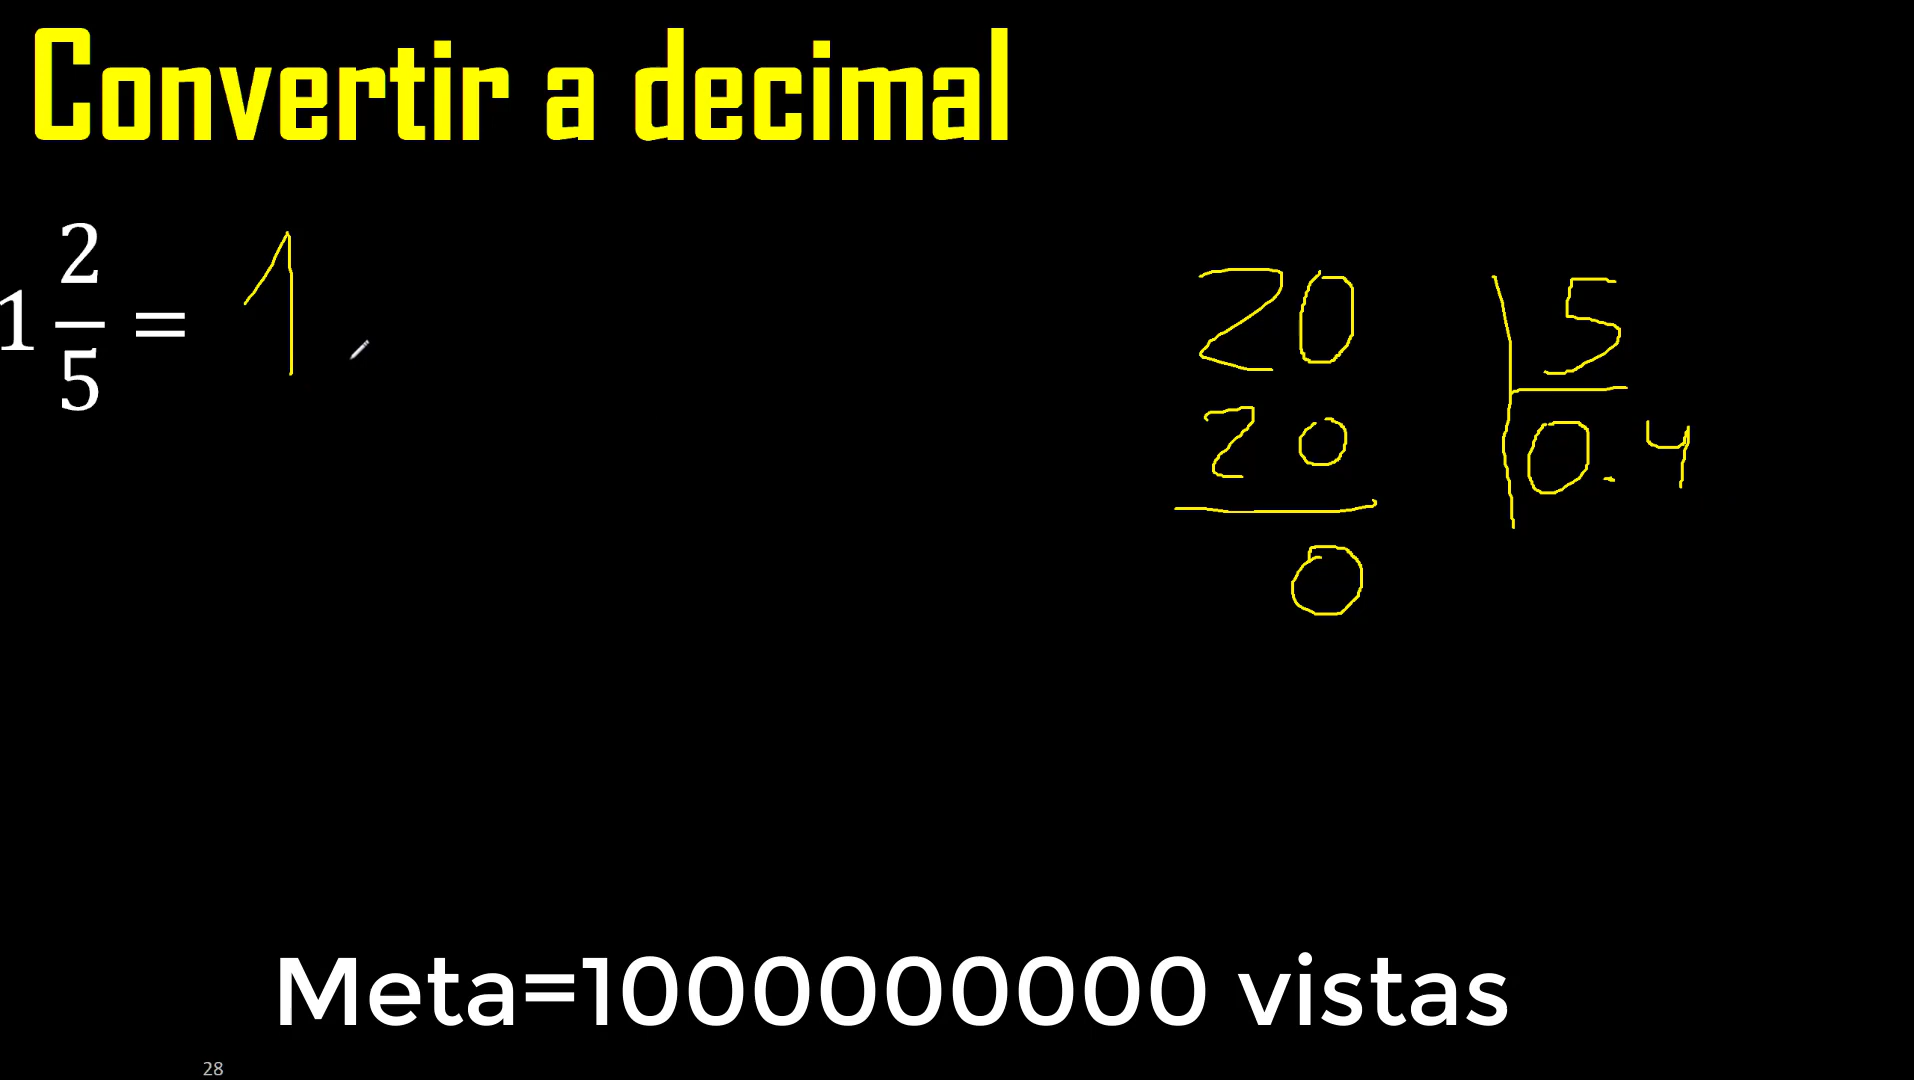 Convertir a decimal
1 2/5 = 1
20 5
20 0.4
0
Meta=1000000000 vistas
28